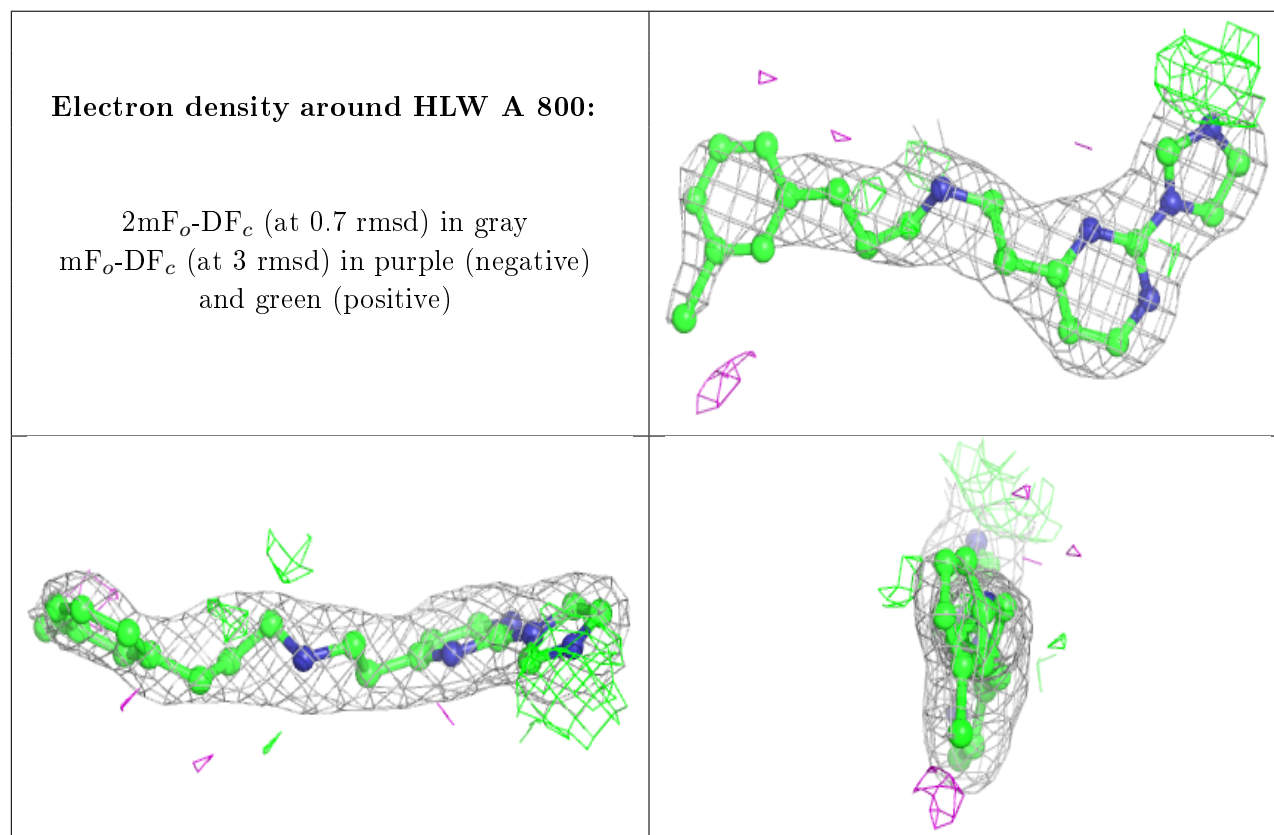 Electron density around HLW A 800:
2mFₒ-DF𝑐 (at 0.7 rmsd) in gray
mFₒ-DF𝑐 (at 3 rmsd) in purple (negative)
and green (positive)